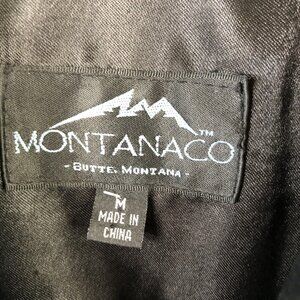 MONTANACO™
- BUTTE, MONTANA -
M
MADE IN
CHINA